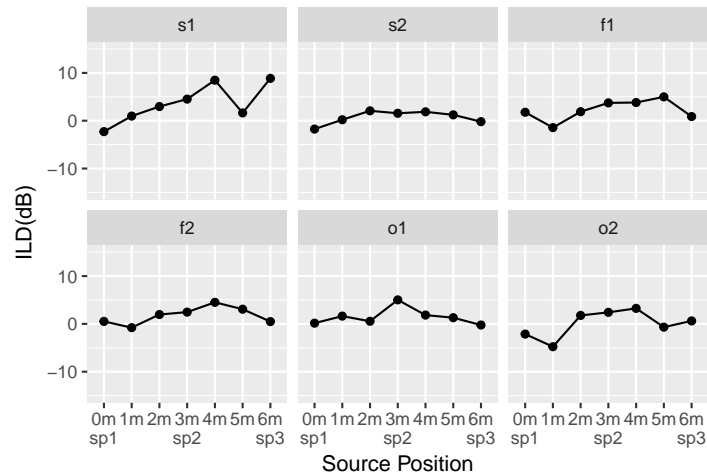 s1
s2
f1
10
0
−10
f2
o1
o2
10
0
−10
ILD(dB)
0m 1m 2m 3m 4m 5m 6m
sp1 sp2 sp3
0m 1m 2m 3m 4m 5m 6m
sp1 sp2 sp3
0m 1m 2m 3m 4m 5m 6m
sp1 sp2 sp3
Source Position